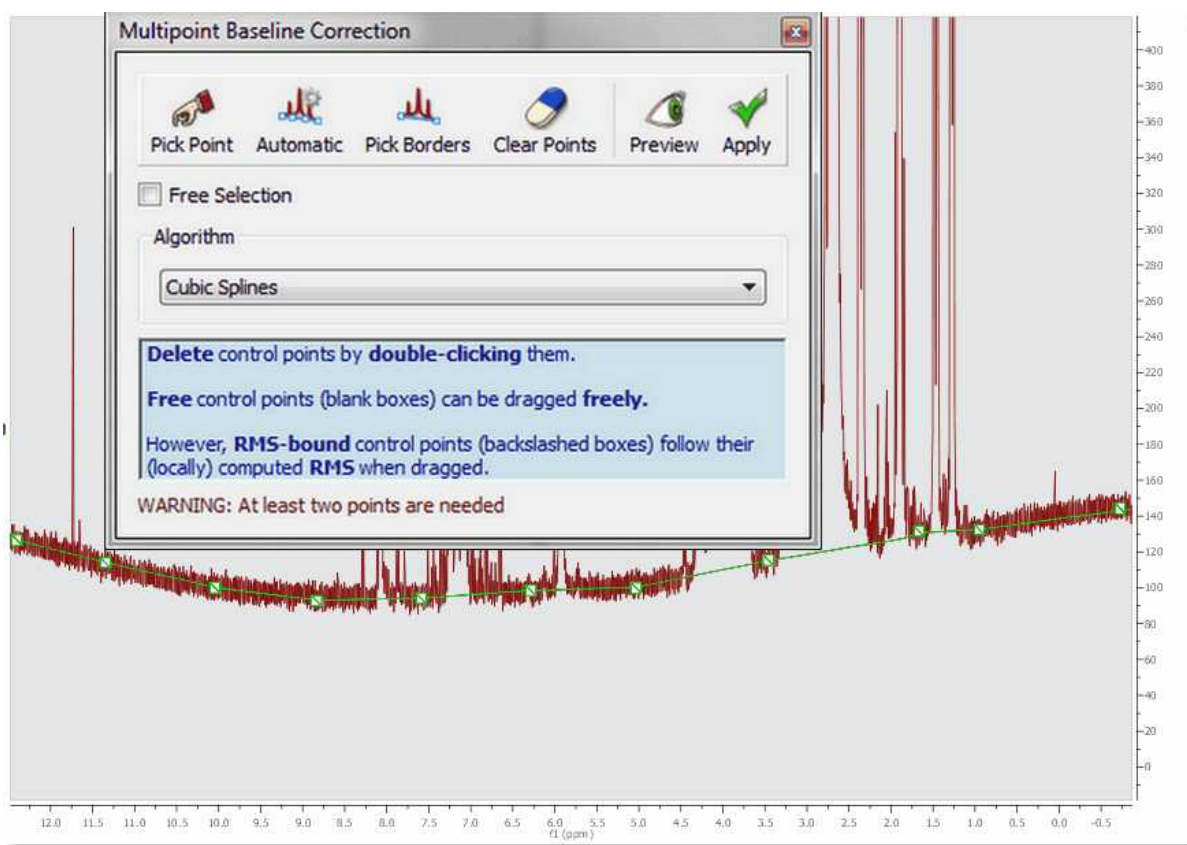 Multipoint Baseline Correction
Pick Point Automatic Pick Borders Clear Points Preview Apply
Free Selection
Algorithm
Cubic Splines
Delete control points by double-clicking them.
Free control points (blank boxes) can be dragged freely.
However, RMS-bound control points (backslashed boxes) follow their
(locally) computed RMS when dragged.
WARNING: At least two points are needed
400
380
360
340
320
300
280
260
240
220
200
180
160
140
120
100
80
60
40
20
0
12.0 11.5 11.0 10.5 10.0 9.5 9.0 8.5 8.0 7.5 7.0 6.5 6.0 5.5 5.0 4.5 4.0 3.5 3.0 2.5 2.0 1.5 1.0 0.5 0.0 -0.5
f1 (ppm)